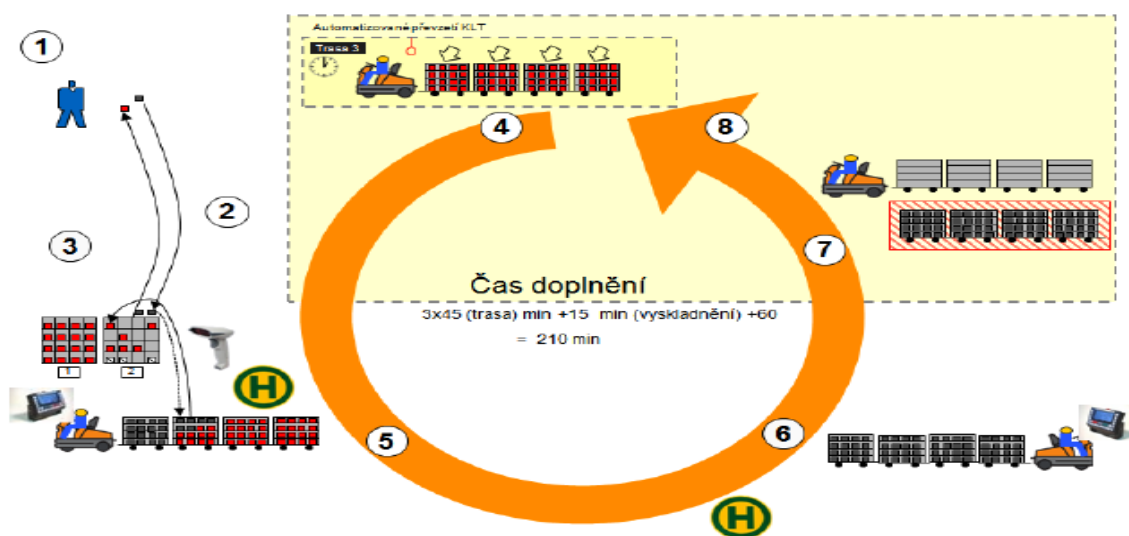 Automatizované převzetí KLT
Trasa 3
1
2
3
4
8
7
Čas doplnění
3x45 (trasa) min +15 min (vyskladnění) +60
= 210 min
1
2
H
5
6
H